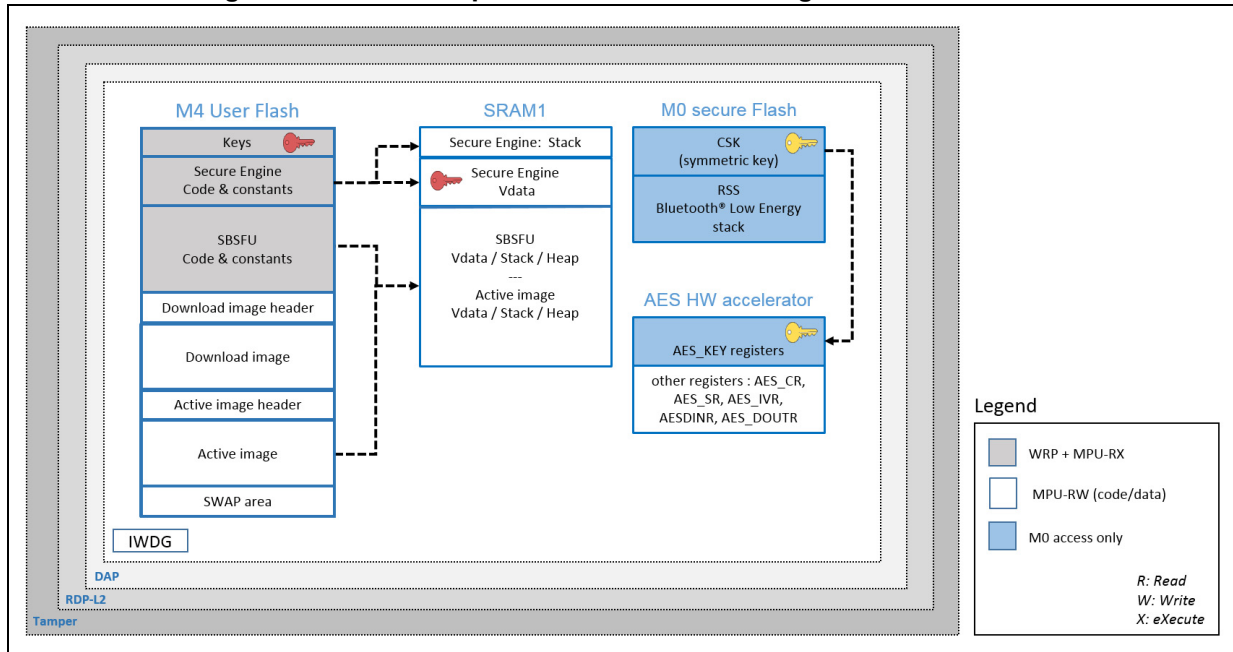 M4 User Flash
Keys
Secure Engine
Code & constants
SBSFU
Code & constants
Download image header
Download image
Active image header
Active image
SWAP area
IWDG
SRAM1
Secure Engine: Stack
Secure Engine
Vdata
SBSFU
Vdata / Stack / Heap
---
Active image
Vdata / Stack / Heap
M0 secure Flash
CSK
(symmetric key)
RSS
Bluetooth® Low Energy
stack
AES HW accelerator
AES_KEY registers
other registers : AES_CR,
AES_SR, AES_IVR,
AESDINR, AES_DOUTR
DAP
RDP-L2
Tamper
Legend
WRP + MPU-RX
MPU-RW (code/data)
M0 access only
R: Read
W: Write
X: eXecute